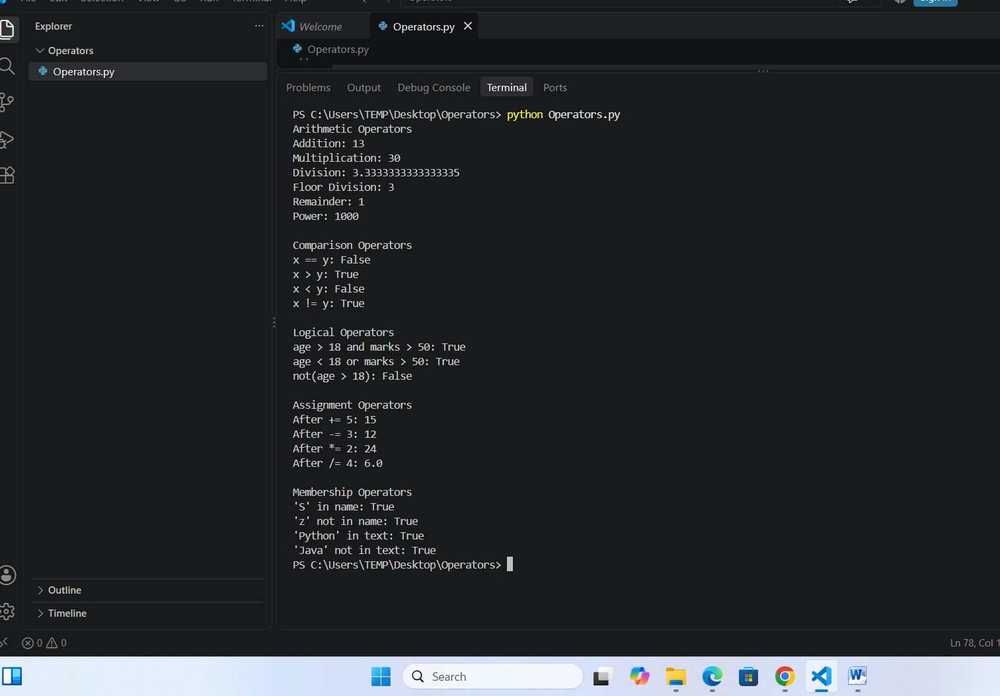 Explorer
Operators
Operators.py
Outline
Timeline
Welcome
Operators.py
Operators.py
Problems Output Debug Console Terminal Ports
PS C:\Users\TEMP\Desktop\Operators> python Operators.py
Arithmetic Operators
Addition: 13
Multiplication: 30
Division: 3.3333333333333335
Floor Division: 3
Remainder: 1
Power: 1000
Comparison Operators
x == y: False
x > y: True
x < y: False
x != y: True
Logical Operators
age > 18 and marks > 50: True
age < 18 or marks > 50: True
not(age > 18): False
Assignment Operators
After += 5: 15
After -= 3: 12
After *= 2: 24
After /= 4: 6.0
Membership Operators
'S' in name: True
'z' not in name: True
'Python' in text: True
'Java' not in text: True
PS C:\Users\TEMP\Desktop\Operators>
0 0
Ln 78, Col 1
Search